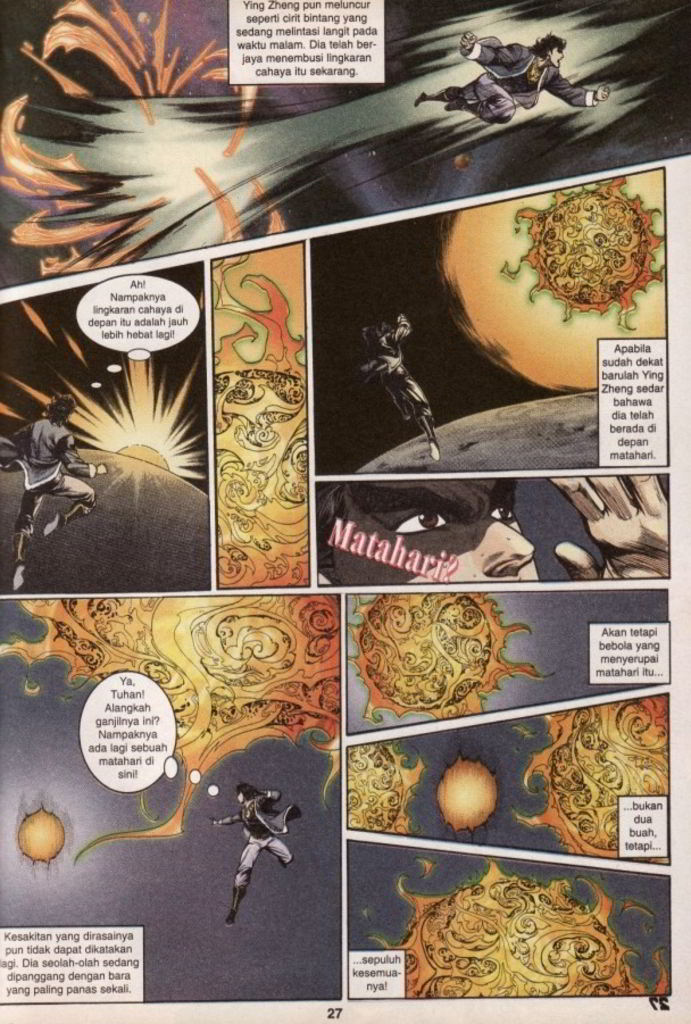 Ying Zheng pun meluncur
seperti cirit bintang yang
sedang melintasi langit pada
waktu malam. Dia telah ber-
jaya menembusi lingkaran
cahaya itu sekarang.
Ah!
Nampaknya
lingkaran cahaya di
depan itu adalah jauh
lebih hebat lagi!
Apabila
sudah dekat
barulah Ying
Zheng sedar
bahawa
dia telah
berada di
depan
matahari.
Matahari?
Ya,
Tuhan!
Alangkah
ganjilnya ini?
Nampaknya
ada lagi sebuah
matahari di
sini!
Kesakitan yang dirasainya
pun tidak dapat dikatakan
lagi. Dia seolah-olah sedang
dipanggang dengan bara
yang paling panas sekali.
Akan tetapi
bebola yang
menyerupai
matahari itu...
...bukan
dua
buah,
tetapi...
...sepuluh
kesemua-
nya!
27
27